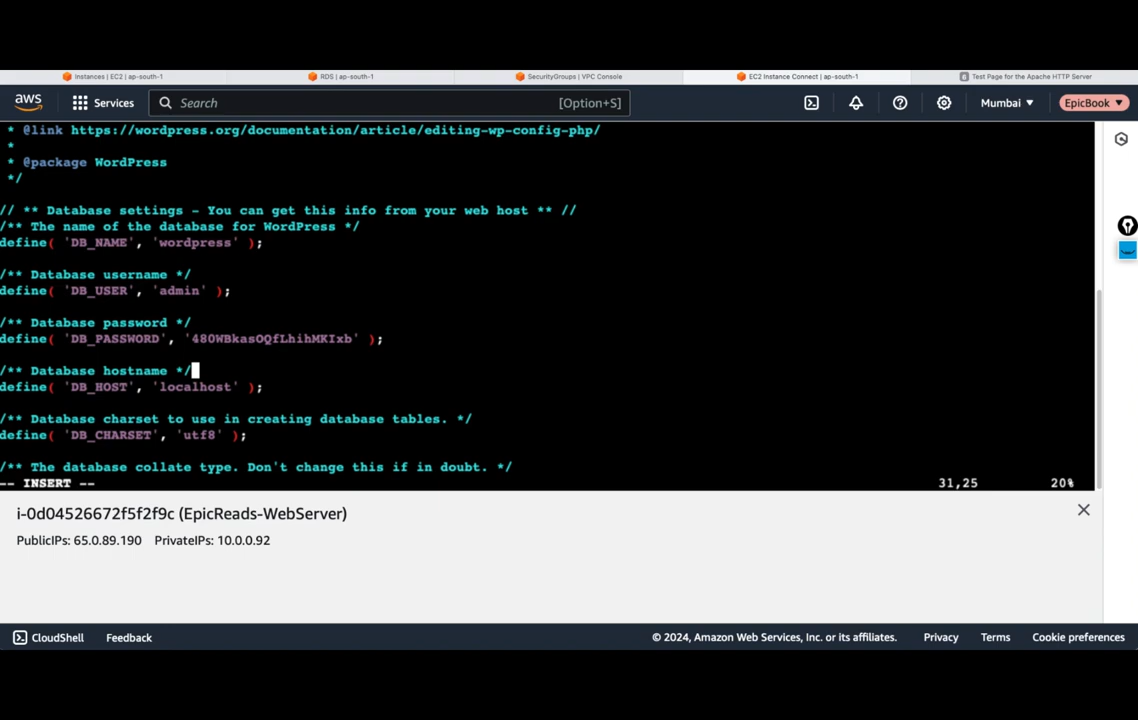 Instances | EC2 | ap-south-1
RDS | ap-south-1
SecurityGroups | VPC Console
EC2 Instance Connect | ap-south-1
Test Page for the Apache HTTP Server
aws
Services
Search
[Option+S]
Mumbai
EpicBook
* @link https://wordpress.org/documentation/article/editing-wp-config-php/
*
* @package WordPress
*/
// ** Database settings - You can get this info from your web host ** //
/** The name of the database for WordPress */
define( 'DB_NAME', 'wordpress' );
/** Database username */
define( 'DB_USER', 'admin' );
/** Database password */
define( 'DB_PASSWORD', '480WBkasOQfLhihMKIxb' );
/** Database hostname */
define( 'DB_HOST', 'localhost' );
/** Database charset to use in creating database tables. */
define( 'DB_CHARSET', 'utf8' );
/** The database collate type. Don't change this if in doubt. */
-- INSERT --
31,25
20%
i-0d04526672f5f2f9c (EpicReads-WebServer)
PublicIPs: 65.0.89.190 PrivateIPs: 10.0.0.92
CloudShell
Feedback
© 2024, Amazon Web Services, Inc. or its affiliates.
Privacy
Terms
Cookie preferences